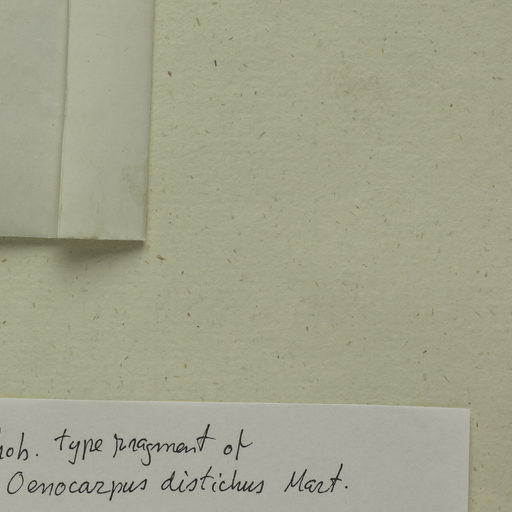 type fragment of
Oenocarpus distichus Mart.